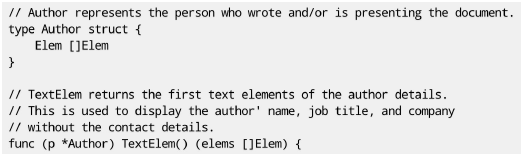 // Author represents the person who wrote and/or is presenting the document.
type Author struct {
    Elem []Elem
}

// TextElem returns the first text elements of the author details.
// This is used to display the author' name, job title, and company
// without the contact details.
func (p *Author) TextElem() (elems []Elem) {